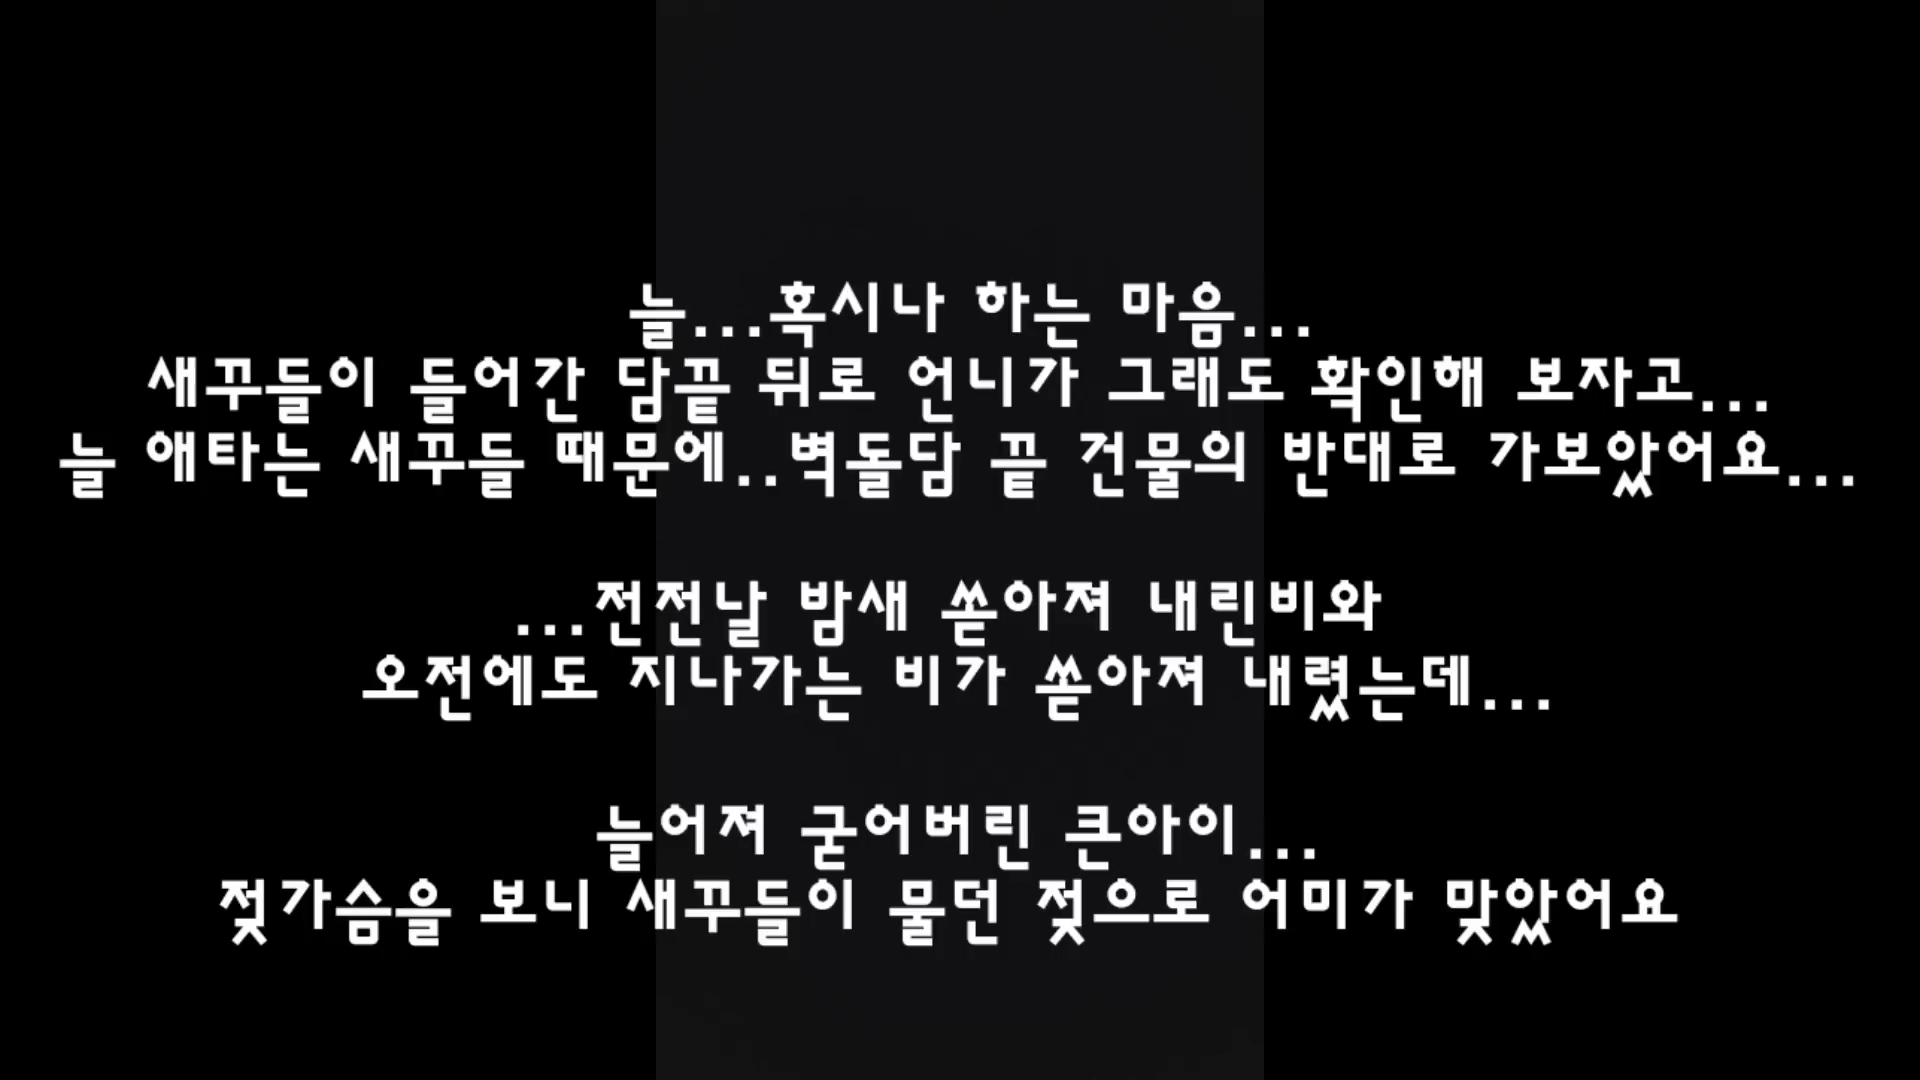 늘...혹시나 하는 마음...
새꾸들이 들어간 담끝 뒤로 언니가 그래도 확인해 보자고...
늘 애타는 새꾸들 때문에..벽돌담 끝 건물의 반대로 가보았어요...
...전전날 밤새 쏟아져 내린비와
오전에도 지나가는 비가 쏟아져 내렸는데...
늘어져 굳어버린 큰아이...
젖가슴을 보니 새꾸들이 물던 젖으로 어미가 맞았어요